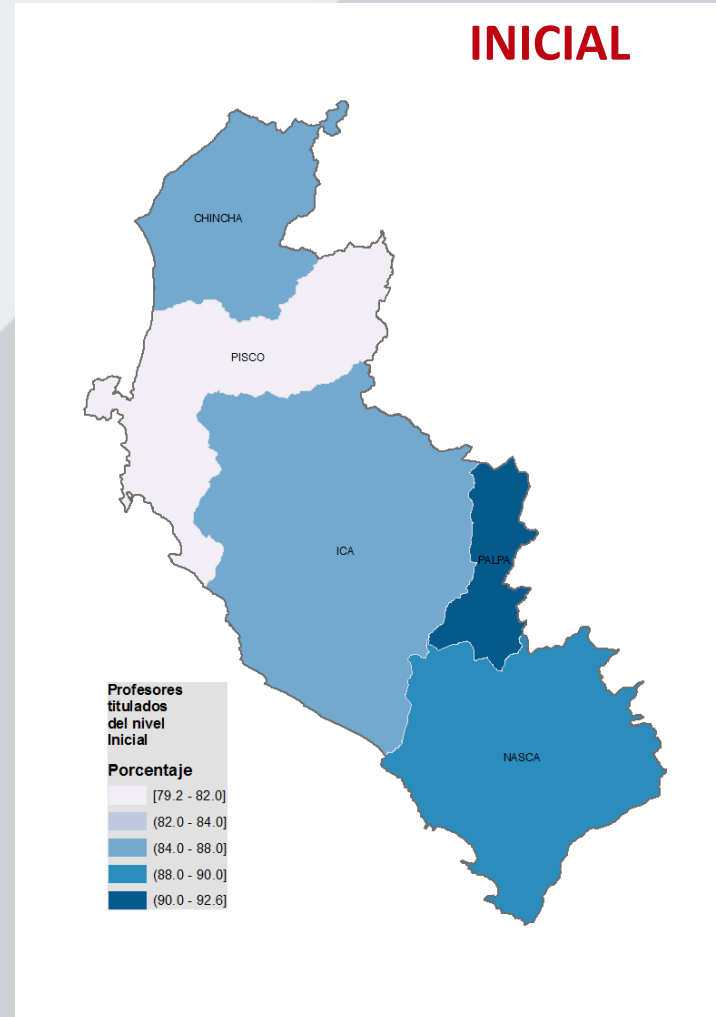 INICIAL
CHINCHA
PISCO
ICA
PALPA
NASCA
Profesores
titulados
del nivel
Inicial
Porcentaje
[79.2 - 82.0]
(82.0 - 84.0]
(84.0 - 88.0]
(88.0 - 90.0]
(90.0 - 92.6]